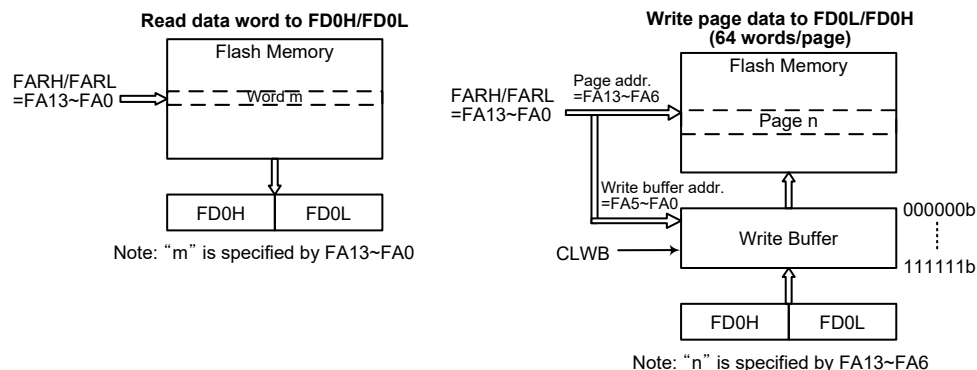 Read data word to FD0H/FD0L
Flash Memory
FARH/FARL
=FA13~FA0
Word m
FD0H
FD0L
Note: “m” is specified by FA13~FA0
Write page data to FD0L/FD0H
(64 words/page)
Flash Memory
Page addr.
=FA13~FA6
FARH/FARL
=FA13~FA0
Page n
Write buffer addr.
=FA5~FA0
000000b
Write Buffer
CLWB
111111b
FD0H
FD0L
Note: “n” is specified by FA13~FA6